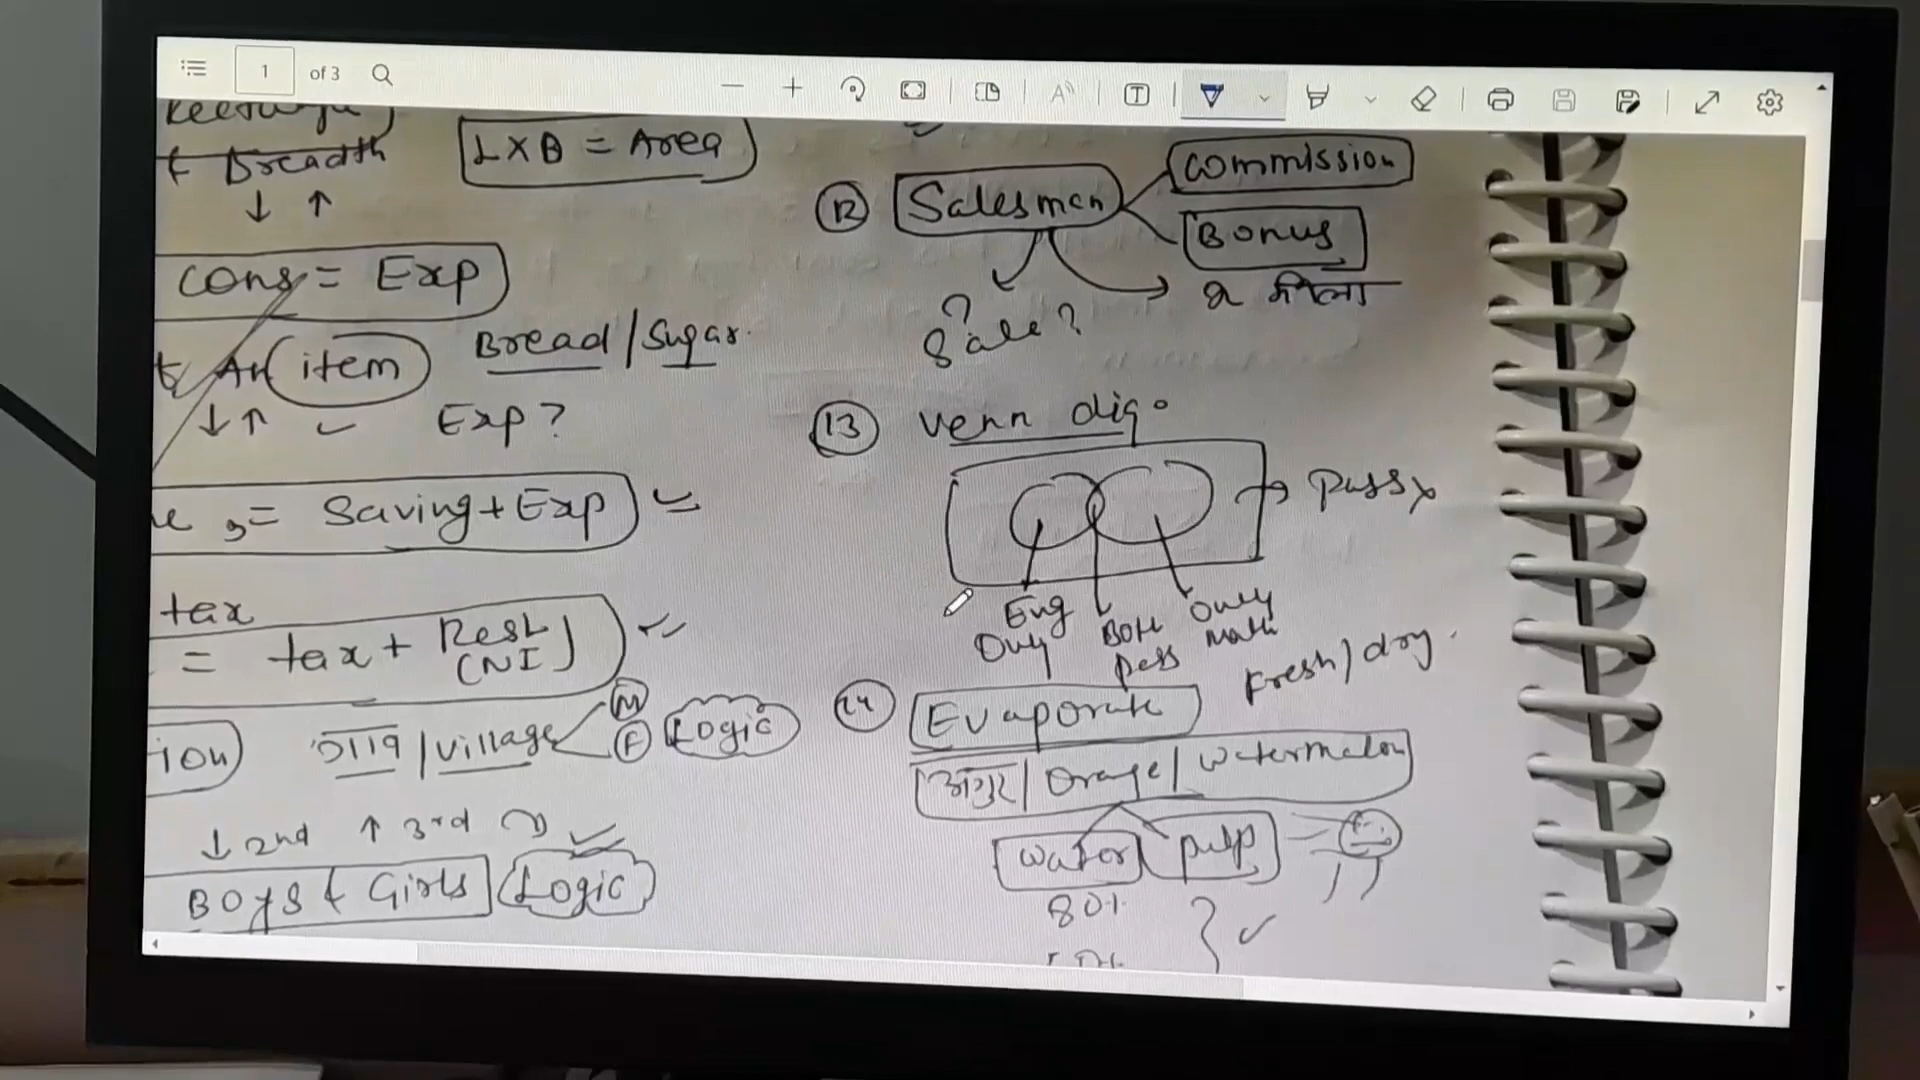 1 of 3
& Breadth
L X B = Area
↓ ↑
cons = Exp
An item Bread / Sugar
↓↑ Exp ?
= Saving + Exp
tax
= tax + Rest (NI)
/ village M F Logic
↓ 2nd ↑ 3rd
Boys & Girls Logic
12 Salesman Commission
Bonus
? Sale ?
13 Venn dig.
Pass x
Eng Only
Both pass
Only Math
14 Evaporate Fresh / dry.
अंगूर / Orange / Watermelon
water pulp
80%